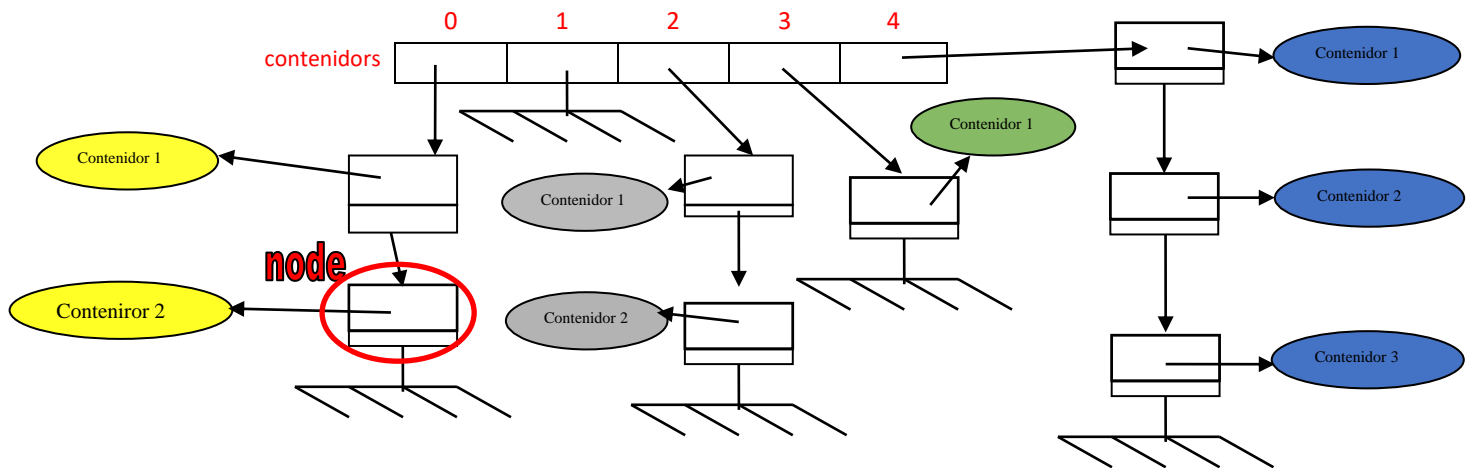 0 1 2 3 4
contenidors
Contenidor 1
Contenidor 1
Contenidor 1
Contenidor 1
Contenidor 2
node
Conteniror 2
Contenidor 2
Contenidor 3